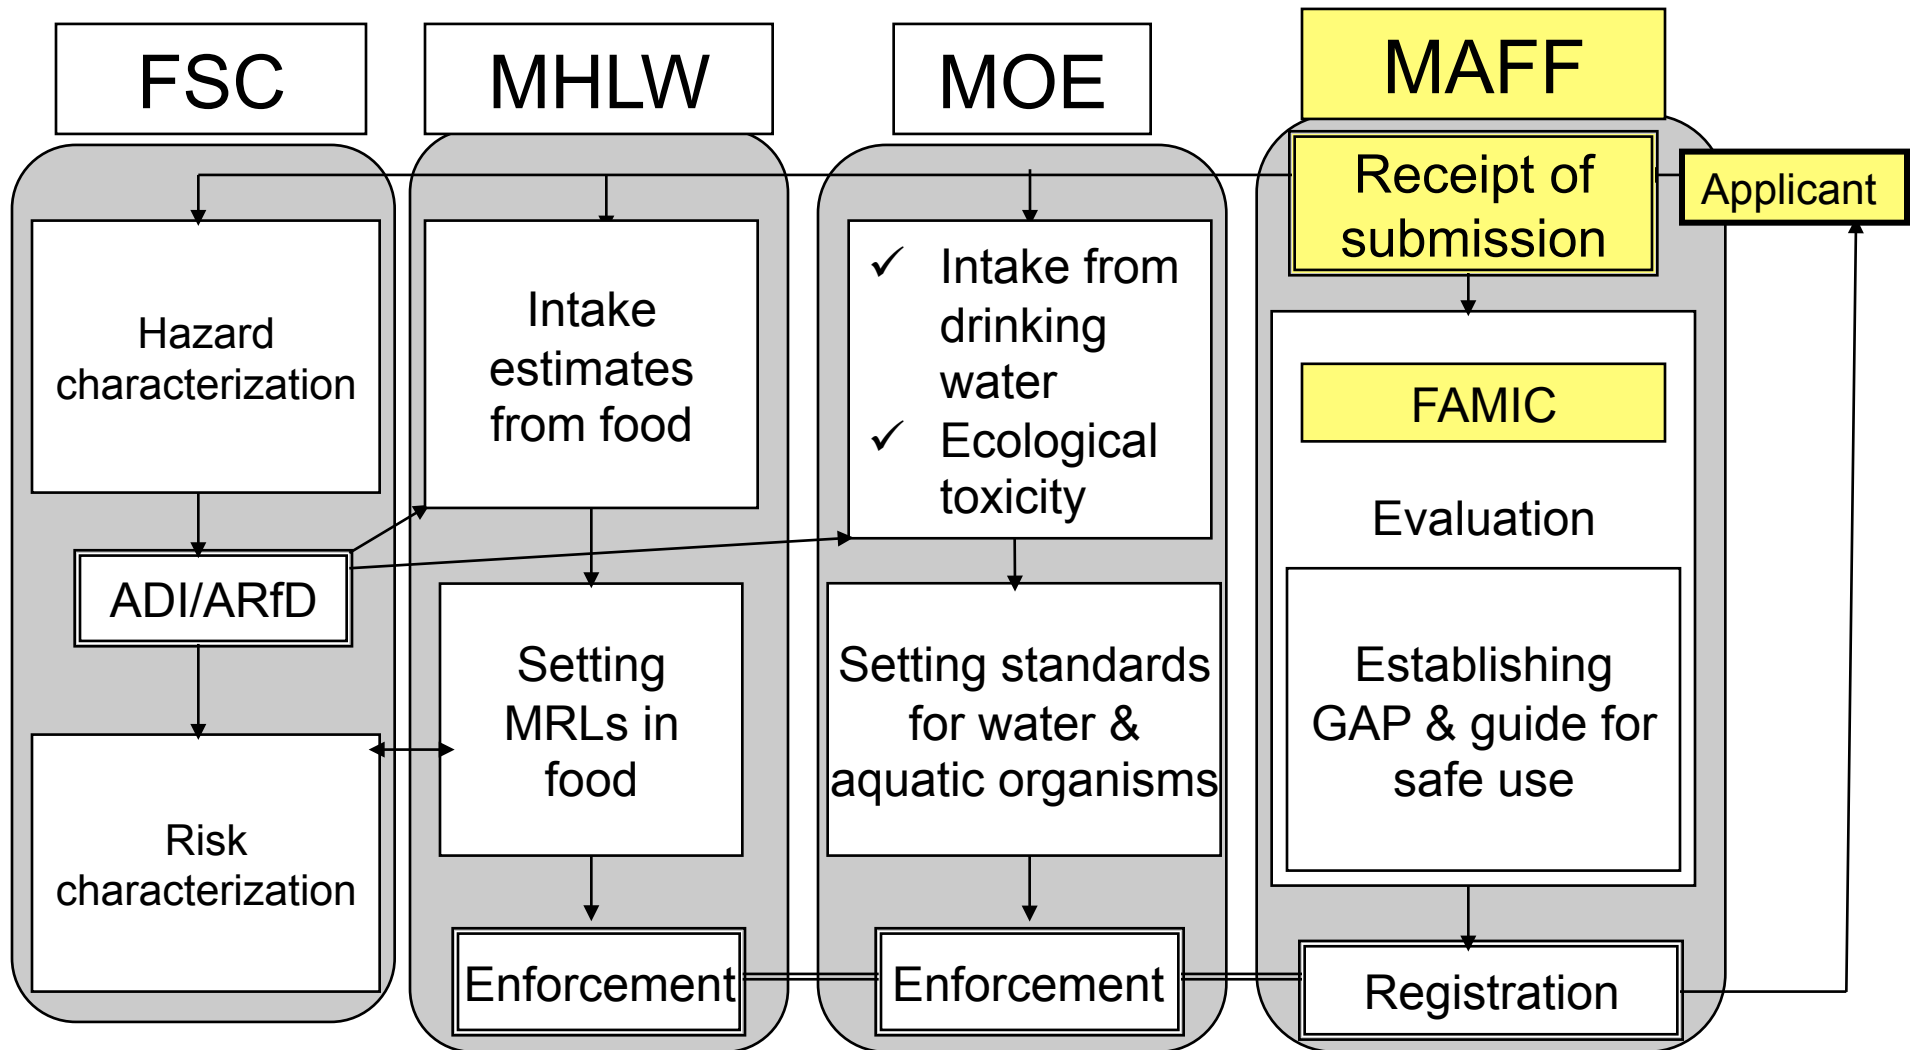 FSC
MHLW
MOE
MAFF
Receipt of
submission
Applicant
Hazard
characterization
Intake
estimates
from food
✓ Intake from
drinking
water
✓ Ecological
toxicity
FAMIC
Evaluation
ADI/ARfD
Setting
MRLs in
food
Setting standards
for water &
aquatic organisms
Establishing
GAP & guide for
safe use
Risk
characterization
Enforcement
Enforcement
Registration